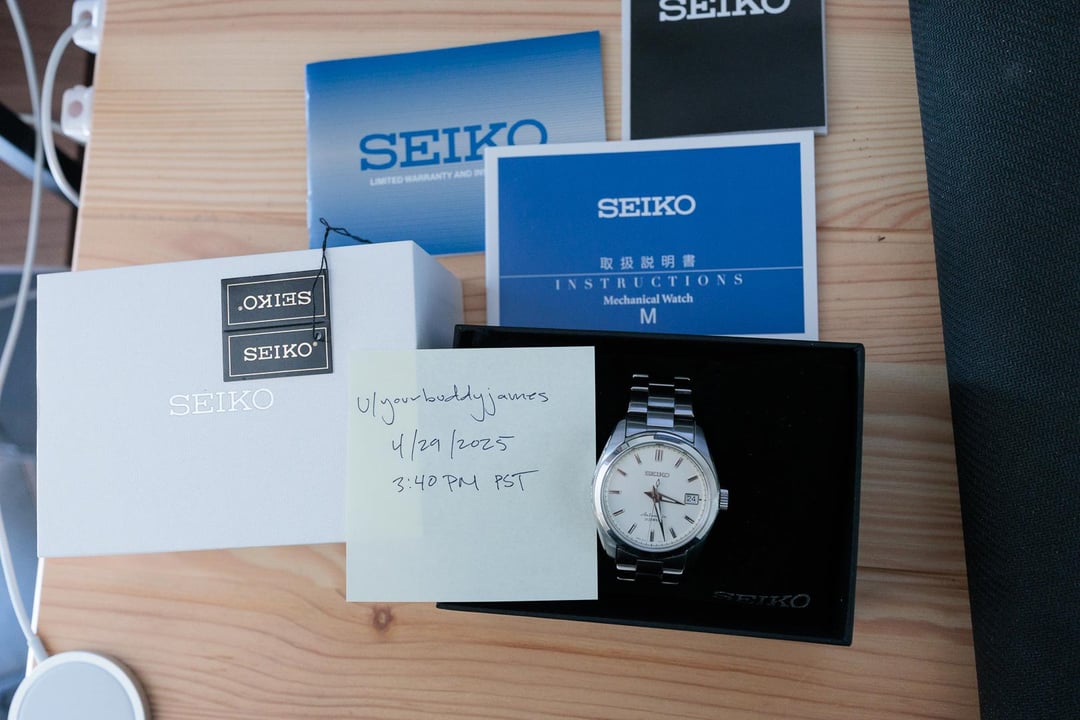 SEIKO
SEIKO
LIMITED WARRANTY AND IN
SEIKO
取扱説明書
INSTRUCTIONS
Mechanical Watch
M
SEIKO
SEIKO
SEIKO
u/yourbuddyjames
4/29/2025
3:40 PM PST
SEIKO
24
Automatic
SEIKO